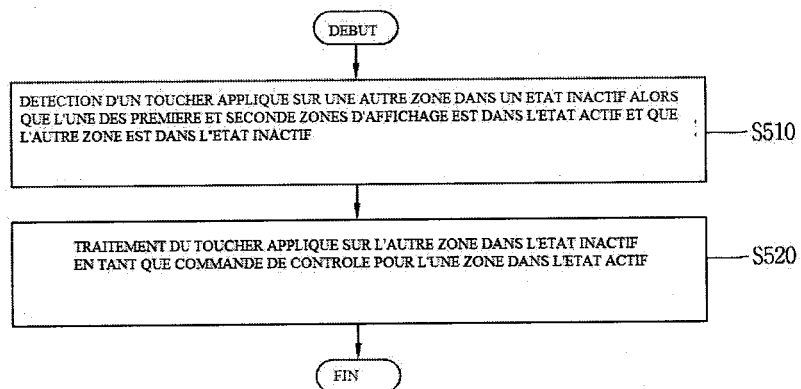 DEBUT
DETECTION D'UN TOUCHER APPLIQUE SUR UNE AUTRE ZONE DANS UN ETAT INACTIF ALORS
QUE L'UNE DES PREMIERE ET SECONDE ZONES D'AFFICHAGE EST DANS L'ETAT ACTIF ET QUE
L'AUTRE ZONE EST DANS L''ETAT INACTIF
S510
TRAITEMENT DU TOUCHER APPLIQUE SUR L'AUTRE ZONE DANS L'ETAT INACTIF
EN TANT QUE COMMANDE DE CONTROLE POUR L'UNE ZONE DANS L'ETAT ACTIF
S520
FIN